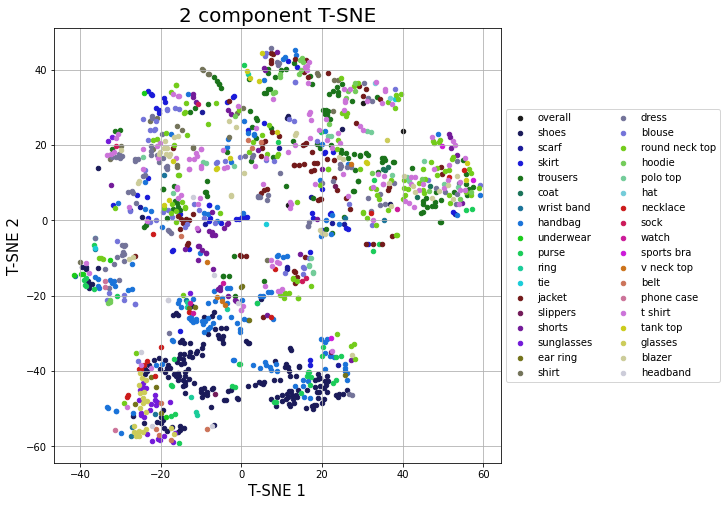 2 component T-SNE
T-SNE 2
40
20
0
−20
−40
−60
−40
−20
0
20
40
60
T-SNE 1
overall
shoes
scarf
skirt
trousers
coat
wrist band
handbag
underwear
purse
ring
tie
jacket
slippers
shorts
sunglasses
ear ring
shirt
dress
blouse
round neck top
hoodie
polo top
hat
necklace
sock
watch
sports bra
v neck top
belt
phone case
t shirt
tank top
glasses
blazer
headband